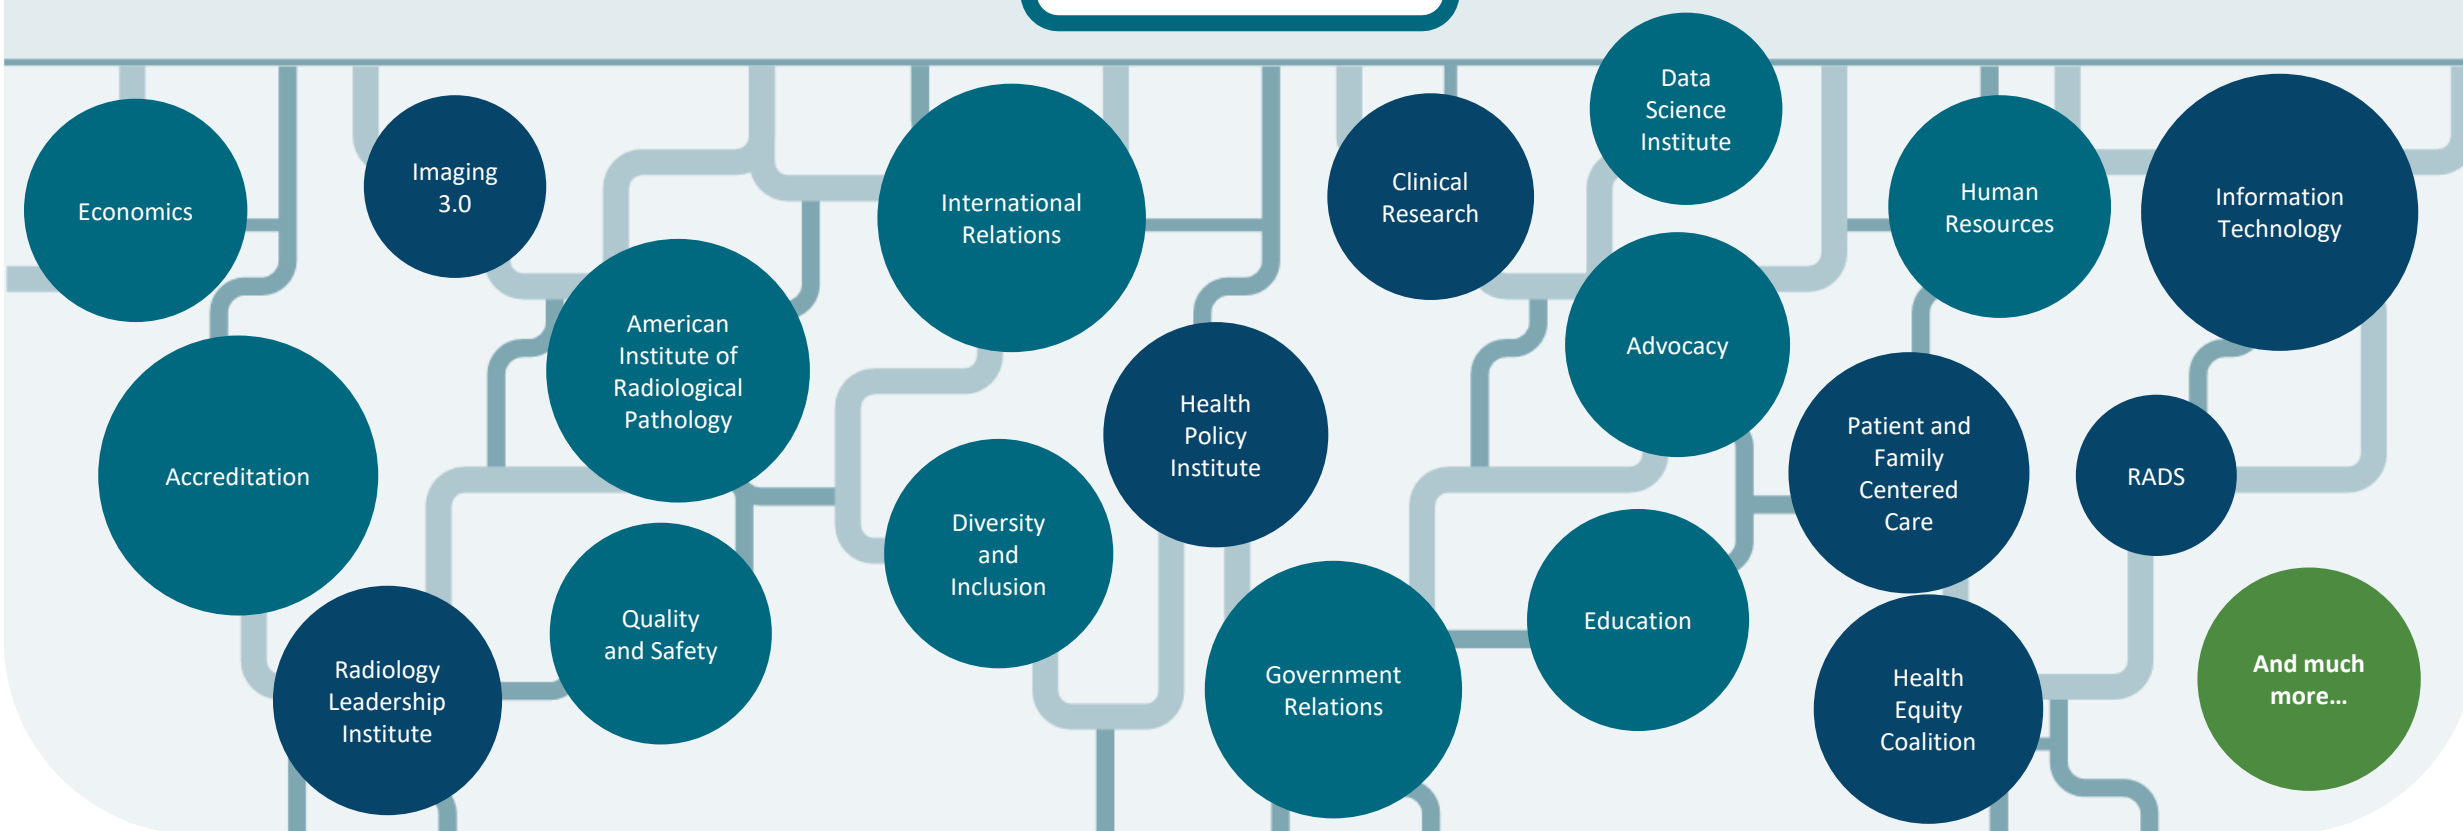 Economics
Imaging
3.0
International
Relations
Clinical
Research
Data
Science
Institute
Human
Resources
Information
Technology
American
Institute of
Radiological
Pathology
Advocacy
Health
Policy
Institute
Patient and
Family
Centered
Care
Accreditation
RADS
Diversity
and
Inclusion
Quality
and Safety
Education
Radiology
Leadership
Institute
Government
Relations
Health
Equity
Coalition
And much
more…